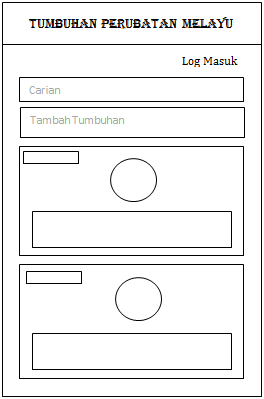 TUMBUHAN PERUBATAN MELAYU
Log Masuk
Carian
Tambah Tumbuhan